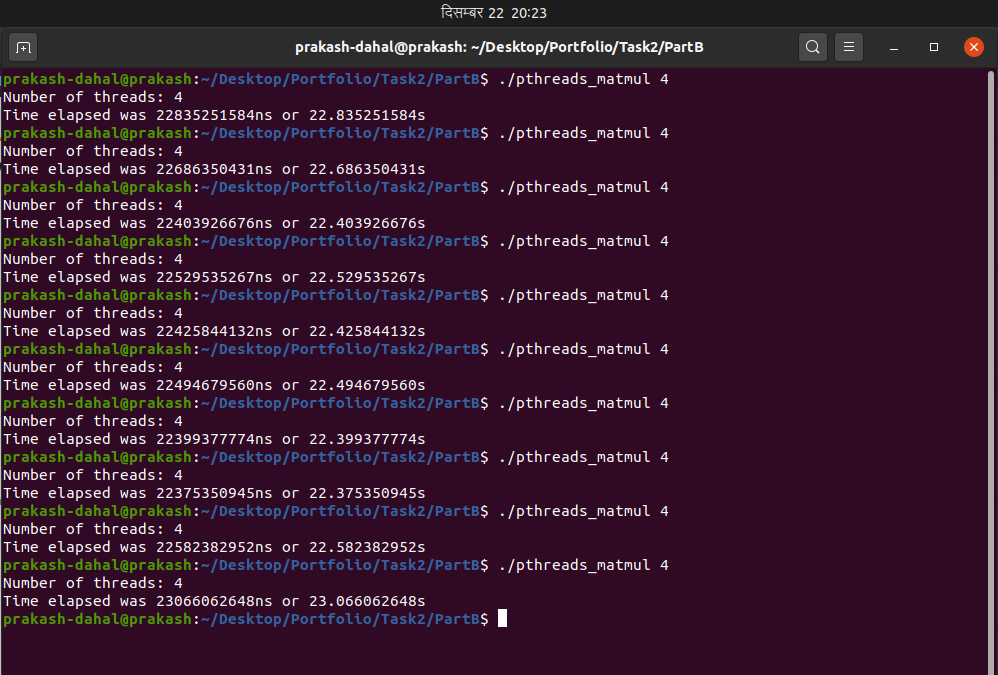 दिसम्बर 22 20:23
prakash-dahal@prakash: ~/Desktop/Portfolio/Task2/PartB
prakash-dahal@prakash:~/Desktop/Portfolio/Task2/PartB$ ./pthreads_matmul 4
Number of threads: 4
Time elapsed was 22835251584ns or 22.835251584s
prakash-dahal@prakash:~/Desktop/Portfolio/Task2/PartB$ ./pthreads_matmul 4
Number of threads: 4
Time elapsed was 22686350431ns or 22.686350431s
prakash-dahal@prakash:~/Desktop/Portfolio/Task2/PartB$ ./pthreads_matmul 4
Number of threads: 4
Time elapsed was 22403926676ns or 22.403926676s
prakash-dahal@prakash:~/Desktop/Portfolio/Task2/PartB$ ./pthreads_matmul 4
Number of threads: 4
Time elapsed was 22529535267ns or 22.529535267s
prakash-dahal@prakash:~/Desktop/Portfolio/Task2/PartB$ ./pthreads_matmul 4
Number of threads: 4
Time elapsed was 22425844132ns or 22.425844132s
prakash-dahal@prakash:~/Desktop/Portfolio/Task2/PartB$ ./pthreads_matmul 4
Number of threads: 4
Time elapsed was 22494679560ns or 22.494679560s
prakash-dahal@prakash:~/Desktop/Portfolio/Task2/PartB$ ./pthreads_matmul 4
Number of threads: 4
Time elapsed was 22399377774ns or 22.399377774s
prakash-dahal@prakash:~/Desktop/Portfolio/Task2/PartB$ ./pthreads_matmul 4
Number of threads: 4
Time elapsed was 22375350945ns or 22.375350945s
prakash-dahal@prakash:~/Desktop/Portfolio/Task2/PartB$ ./pthreads_matmul 4
Number of threads: 4
Time elapsed was 22582382952ns or 22.582382952s
prakash-dahal@prakash:~/Desktop/Portfolio/Task2/PartB$ ./pthreads_matmul 4
Number of threads: 4
Time elapsed was 23066062648ns or 23.066062648s
prakash-dahal@prakash:~/Desktop/Portfolio/Task2/PartB$